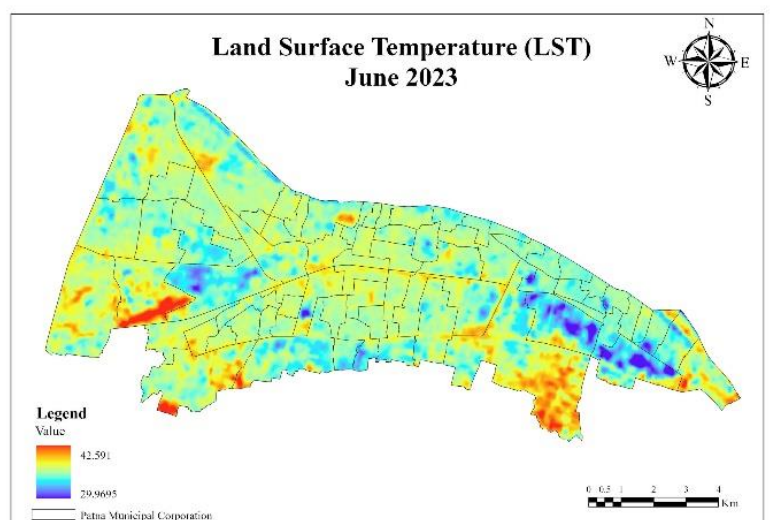 Land Surface Temperature (LST)
June 2023
N
W E
S
Legend
Value
42.591
29.9695
Patna Municipal Corporation
0 0.5 1 2 3 4
Km